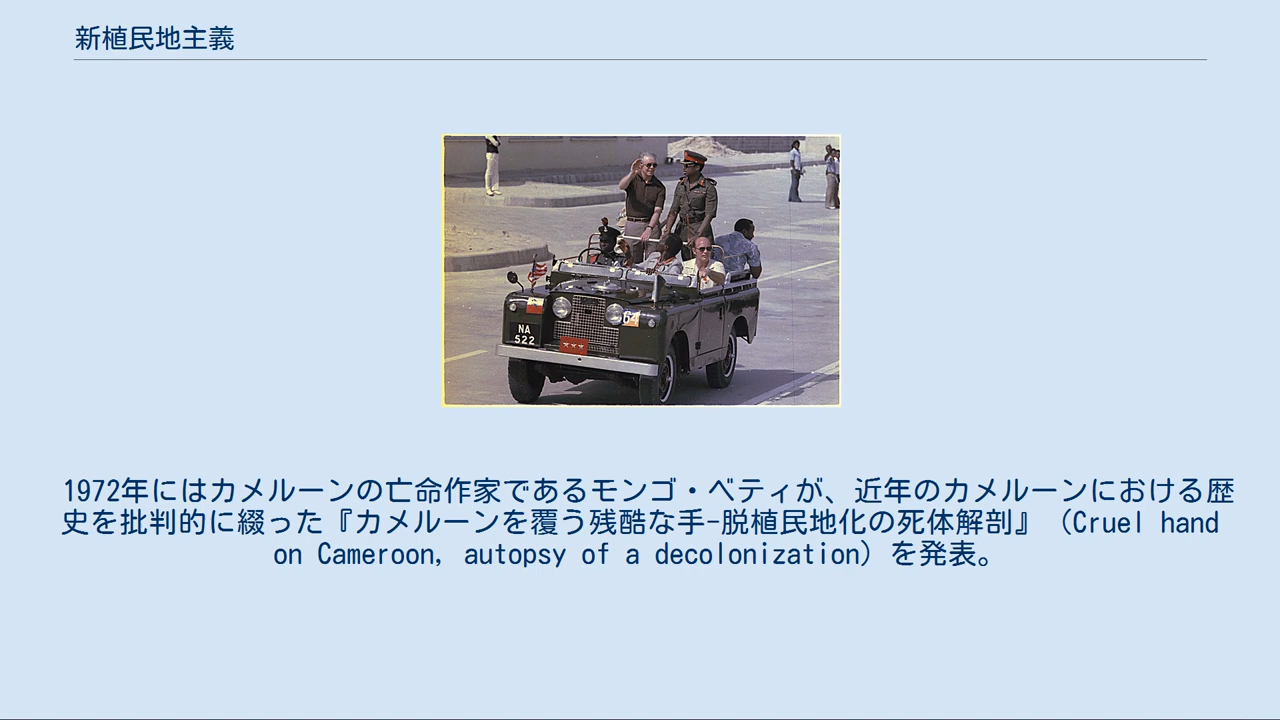 新植民地主義
NA
522
64
1972年にはカメルーンの亡命作家であるモンゴ・ベティが、近年のカメルーンにおける歴
史を批判的に綴った『カメルーンを覆う残酷な手-脱植民地化の死体解剖』（Cruel hand
on Cameroon, autopsy of a decolonization）を発表。